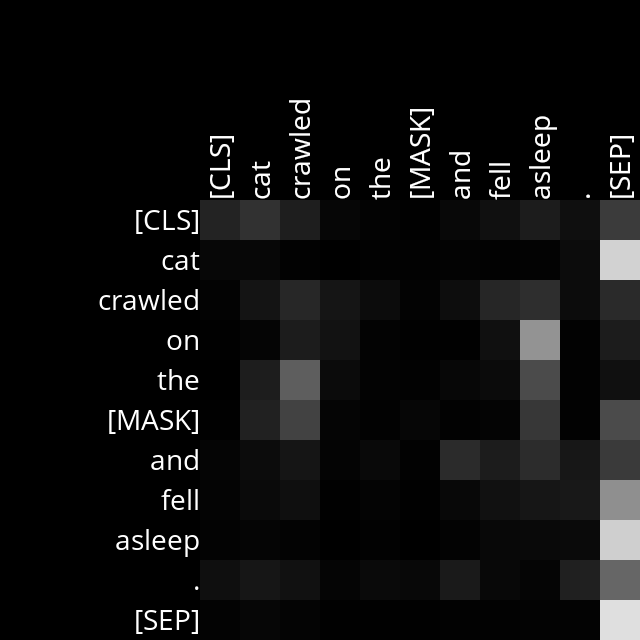 [CLS] cat crawled on the [MASK] and fell asleep . [SEP]
[CLS]
cat
crawled
on
the
[MASK]
and
fell
asleep
.
[SEP]